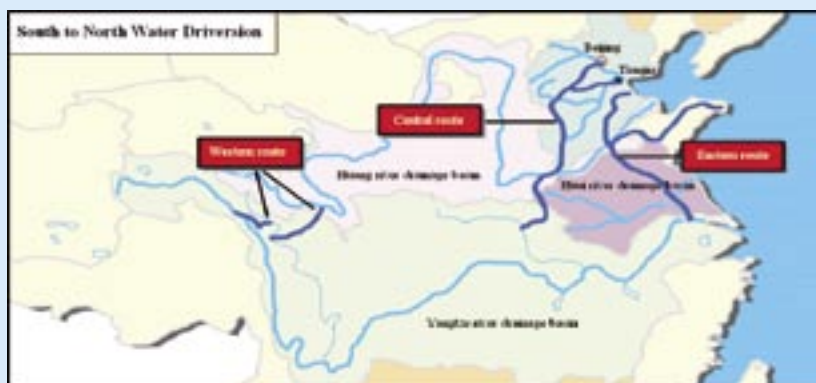 South to North Water Driversion
Beijing
Tianjin
Central route
Western route
Eastern route
Huang river drainage basin
Huai river drainage basin
Yangtze river drainage basin